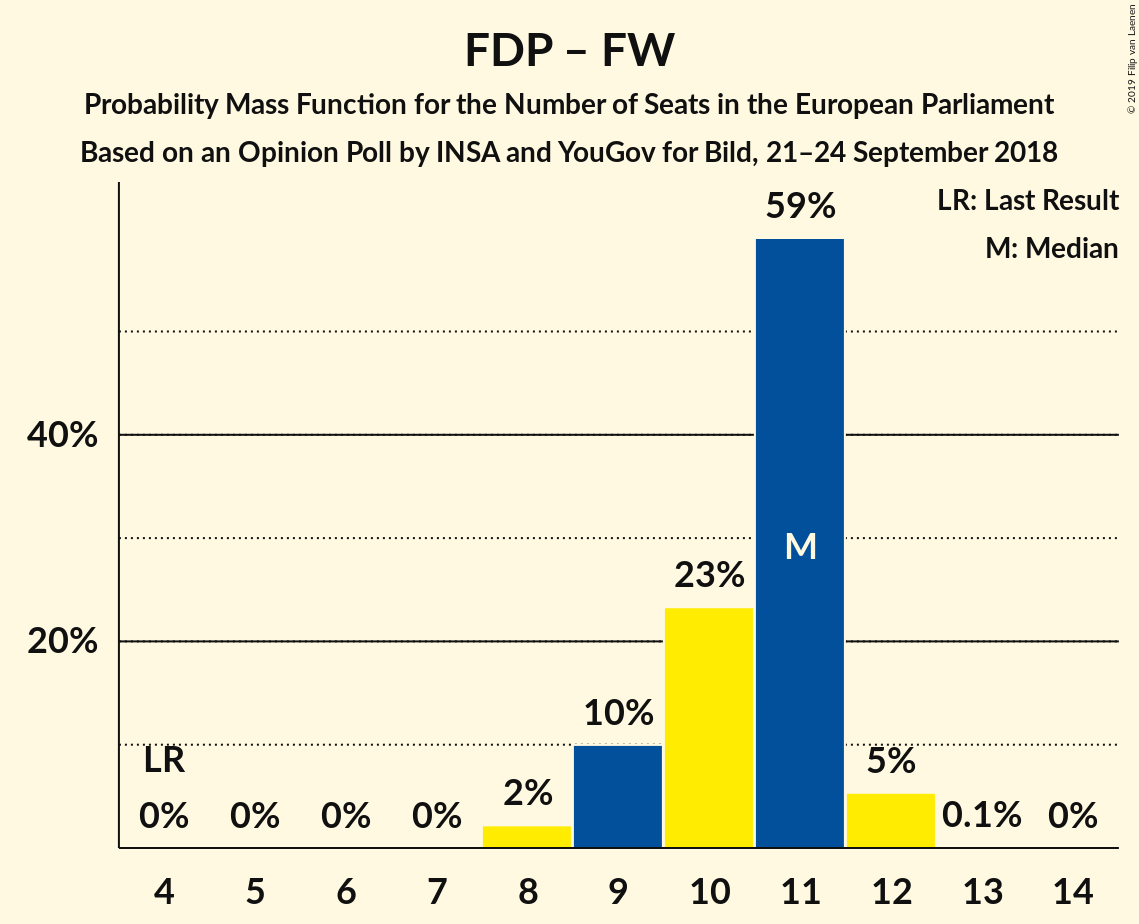 FDP – FW
Probability Mass Function for the Number of Seats in the European Parliament
Based on an Opinion Poll by INSA and YouGov for Bild, 21–24 September 2018
© 2019 Filip van Laenen
LR: Last Result
M: Median
59%
40%
M
23%
20%
10%
LR
5%
2%
0% 0% 0% 0% 0.1% 0%
4 5 6 7 8 9 10 11 12 13 14